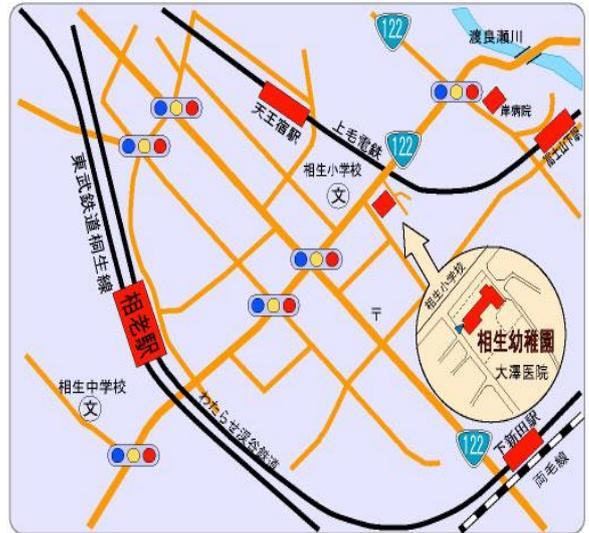 122
渡良瀬川
岸病院
天王宿駅
上毛電鉄
富士山下駅
122
相生小学校
文
東武鉄道桐生線
相生小学校
相老駅
〒
相生幼稚園
大澤医院
相生中学校
文
わたらせ渓谷鉄道
122
下新田駅
両毛線